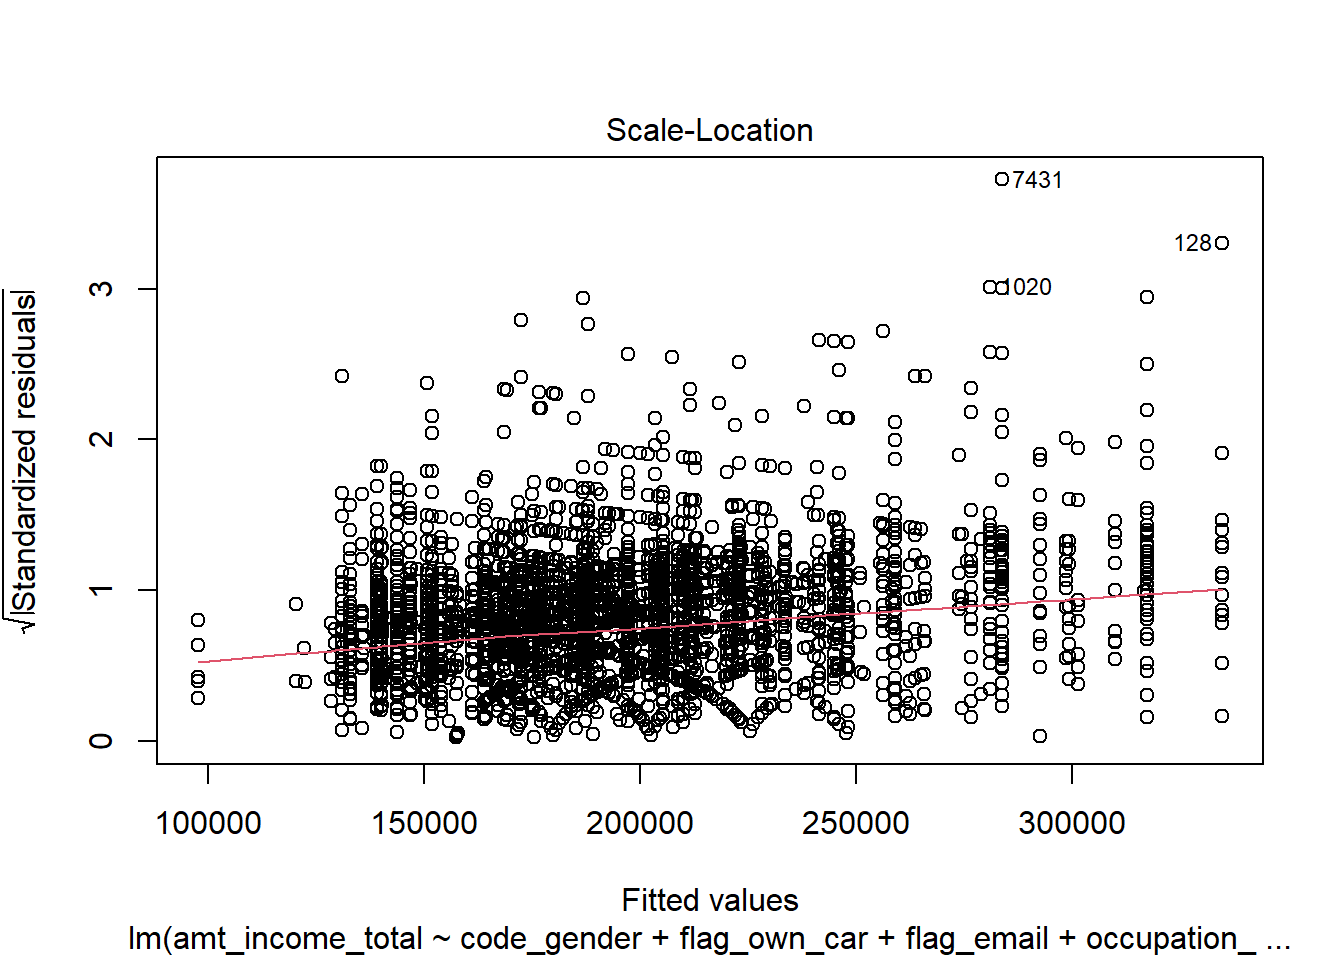 Scale-Location
√|Standardized residuals|
3
2
1
0
7431
128
1020
100000 150000 200000 250000 300000
Fitted values
lm(amt_income_total ~ code_gender + flag_own_car + flag_email + occupation_ ...